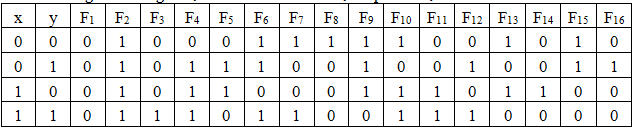 x y F₁ F₂ F₃ F₄ F₅ F₆ F₇ F₈ F₉ F₁₀ F₁₁ F₁₂ F₁₃ F₁₄ F₁₅ F₁₆
0 0 0 1 0 0 0 1 1 1 1 1 0 0 1 0 1 0
0 1 0 1 0 1 1 1 0 0 1 0 0 1 0 0 1 1
1 0 0 1 0 1 1 0 0 0 1 1 1 0 1 1 0 0
1 1 0 1 1 1 0 1 1 0 0 1 1 1 0 0 0 0